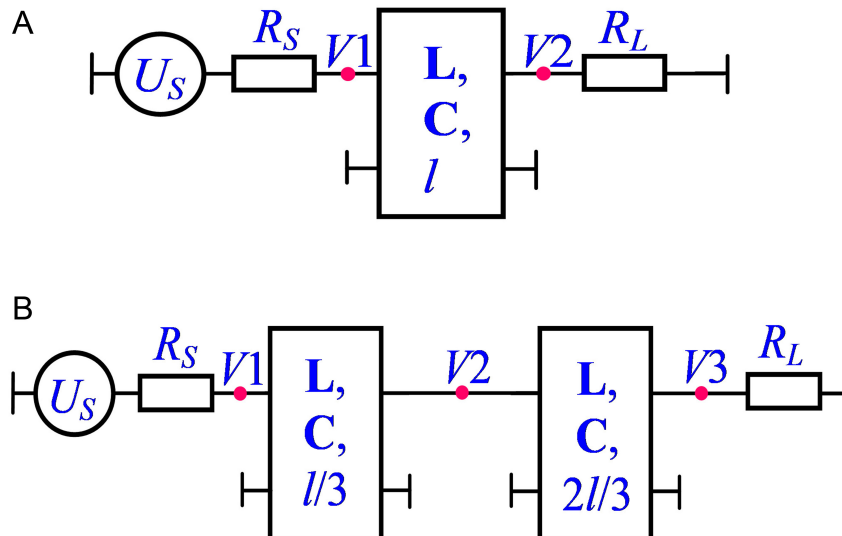 A
U_S R_S V1 L, V2 R_L
C,
l
B
U_S R_S V1 L, V2 L, V3 R_L
C, C,
l/3 2l/3